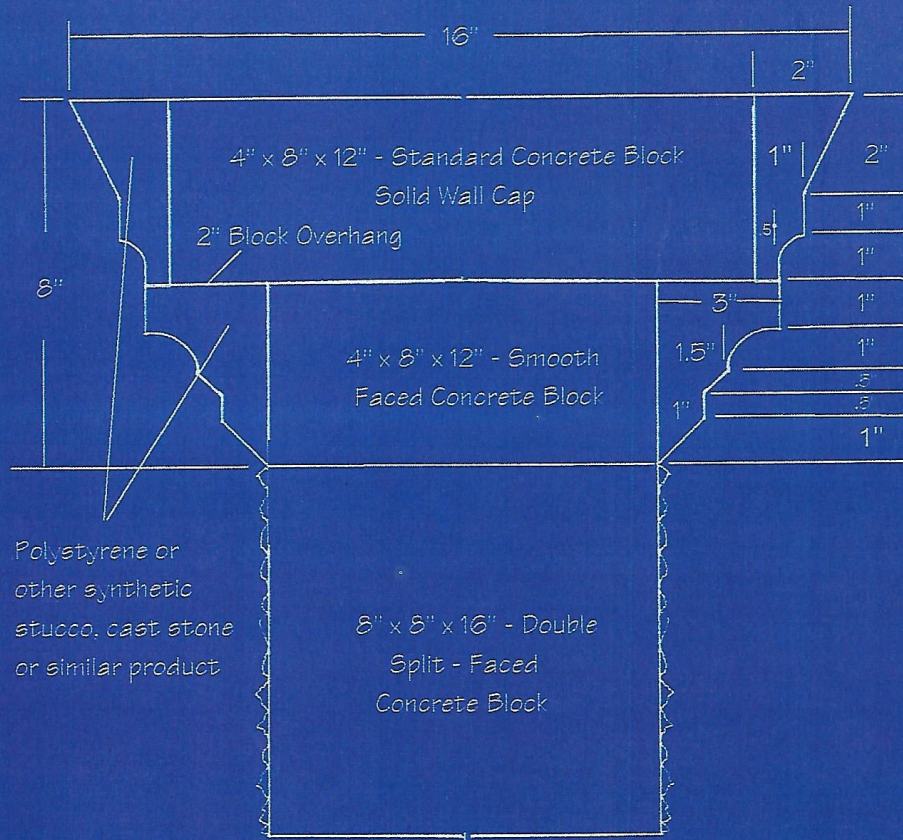 16"
2"
4" x 8" x 12" - Standard Concrete Block
Solid Wall Cap
1"
2"
1"
.5"
2" Block Overhang
1"
8"
3"
1"
4" x 8" x 12" - Smooth
Faced Concrete Block
1.5"
1"
.5"
.5"
1"
1"
Polystyrene or
other synthetic
stucco, cast stone
or similar product
8" x 8" x 16" - Double
Split - Faced
Concrete Block